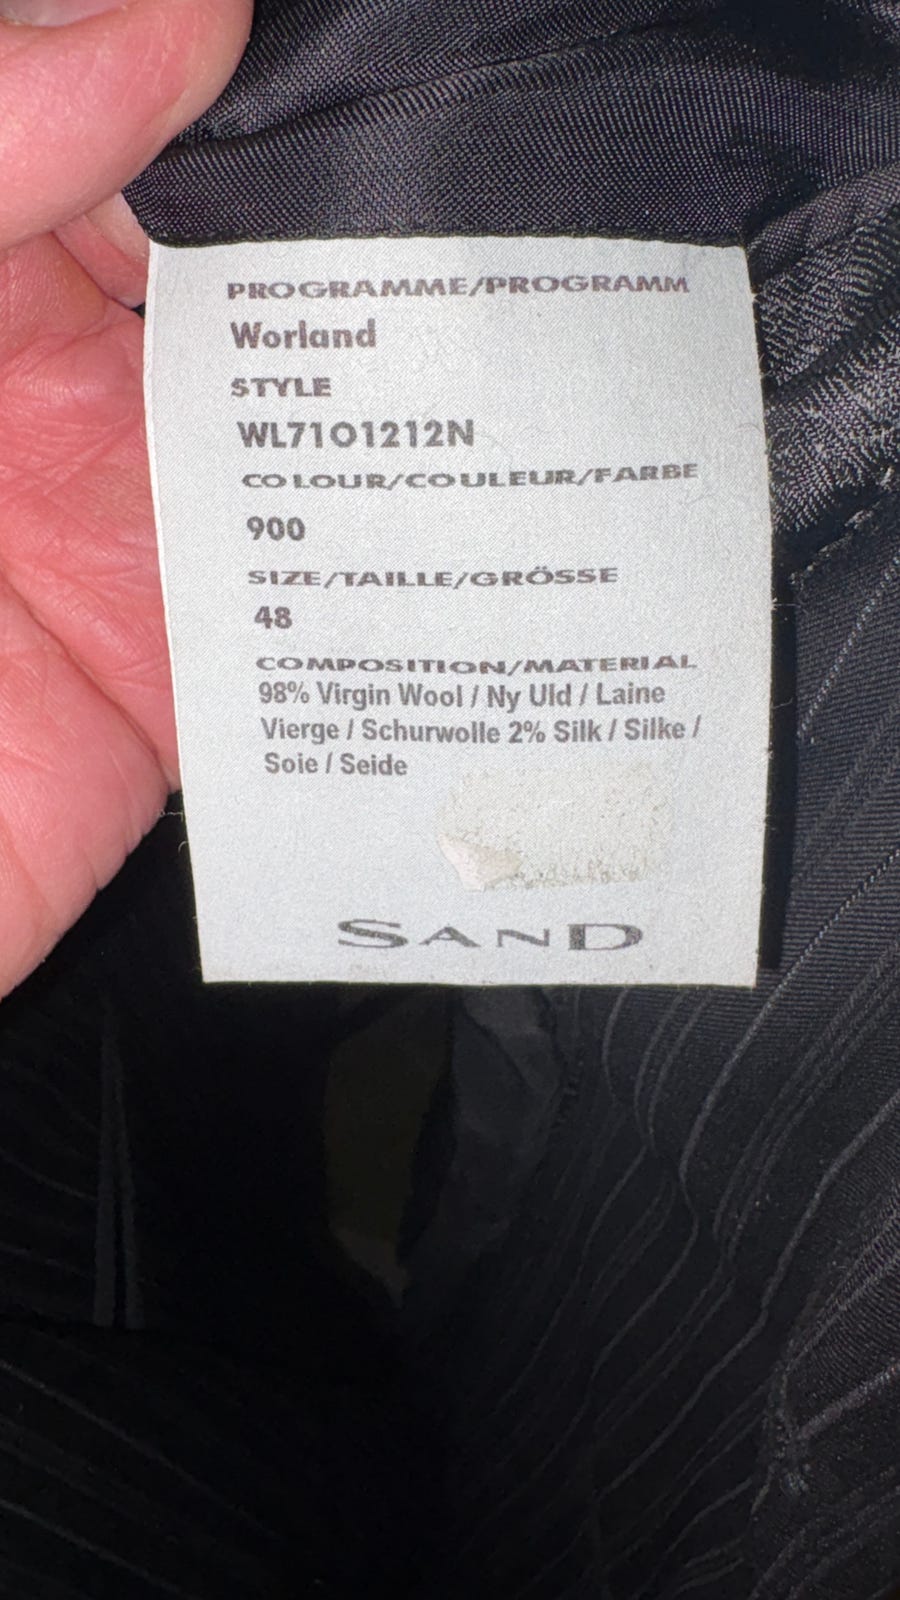 PROGRAMME/PROGRAMM
Worland
STYLE
WL7101212N
COLOUR/COULEUR/FARBE
900
SIZE/TAILLE/GRÖSSE
48
COMPOSITION/MATERIAL
98% Virgin Wool / Ny Uld / Laine
Vierge / Schurwolle 2% Silk / Silke /
Soie / Seide
SAND